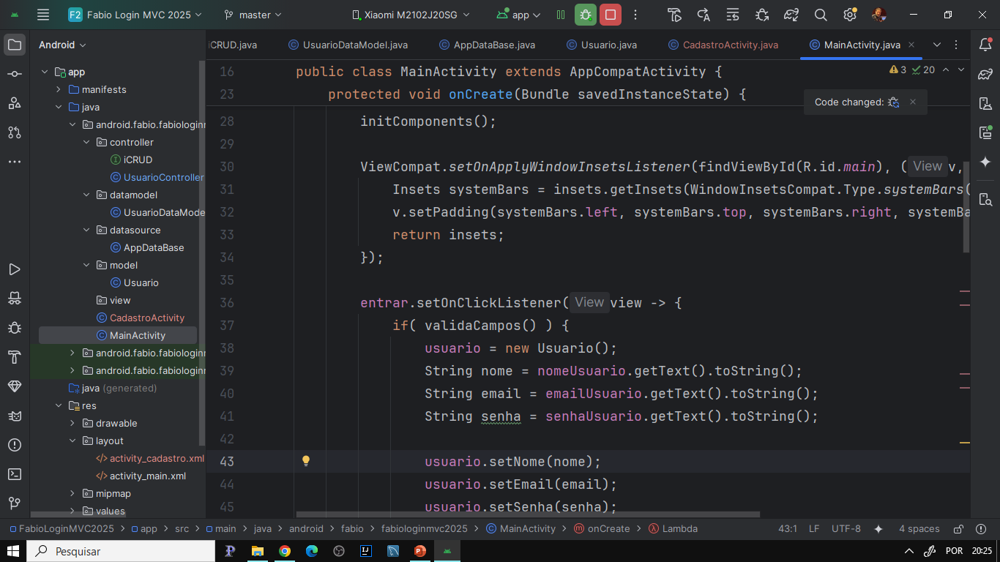 F2 Fabio Login MVC 2025 master Xiaomi M2102J20SG app
Android
app
manifests
java
android.fabio.fabiologinm
controller
iCRUD
UsuarioController
datamodel
UsuarioDataMode
datasource
AppDataBase
model
Usuario
view
CadastroActivity
MainActivity
android.fabio.fabiologinm
android.fabio.fabiologinm
java (generated)
res
drawable
layout
activity_cadastro.xml
activity_main.xml
mipmap
values
iCRUD.java UsuarioDataModel.java AppDataBase.java Usuario.java CadastroActivity.java MainActivity.java
3 20
Code changed:
16 public class MainActivity extends AppCompatActivity {
23 protected void onCreate(Bundle savedInstanceState) {
28 initComponents();
29
30 ViewCompat.setOnApplyWindowInsetsListener(findViewById(R.id.main), ( View v,
31 Insets systemBars = insets.getInsets(WindowInsetsCompat.Type.systemBars(
32 v.setPadding(systemBars.left, systemBars.top, systemBars.right, systemBa
33 return insets;
34 });
35
36 entrar.setOnClickListener( View view -> {
37 if( validaCampos() ) {
38 usuario = new Usuario();
39 String nome = nomeUsuario.getText().toString();
40 String email = emailUsuario.getText().toString();
41 String senha = senhaUsuario.getText().toString();
42
43 usuario.setNome(nome);
44 usuario.setEmail(email);
45 usuario.setSenha(senha);
FabioLoginMVC2025 app src main java android fabio fabiologinmvc2025 MainActivity onCreate Lambda 43:1 LF UTF-8 4 spaces
Pesquisar POR 20:25